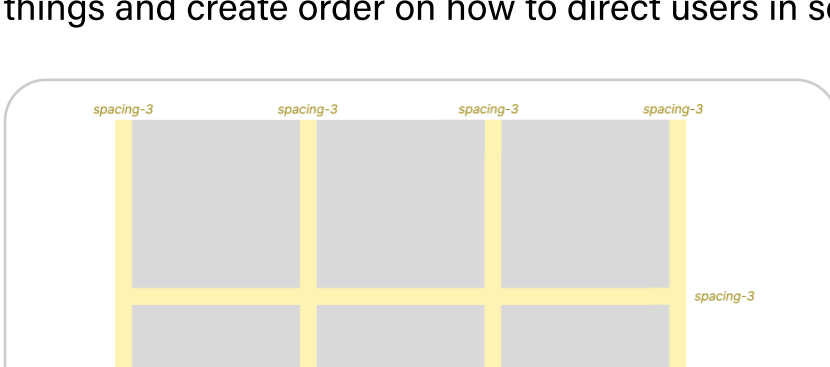 things and create order on how to direct users in
spacing-3 spacing-3 spacing-3 spacing-3
spacing-3